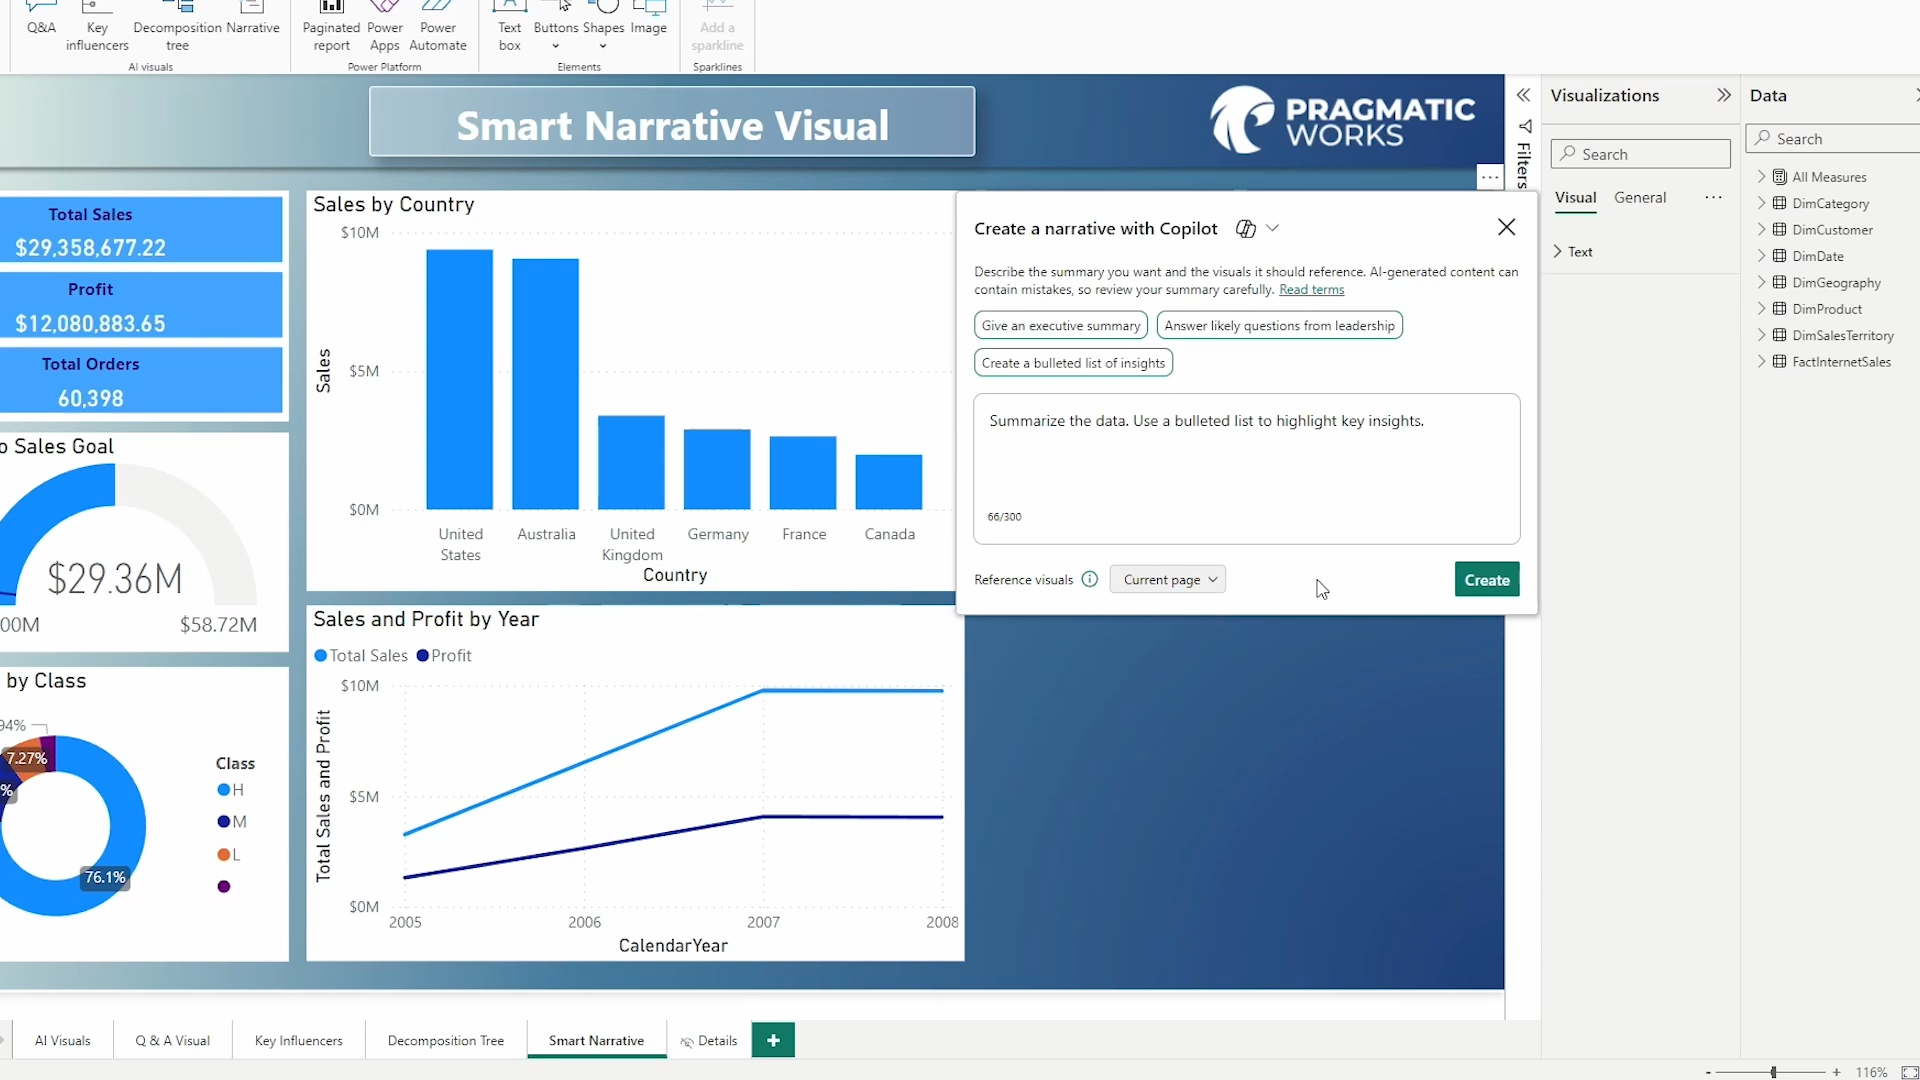 Q&A
Key
influencers
Decomposition
tree
Narrative
AI visuals
Paginated
report
Power
Apps
Power
Automate
Power Platform
Text
box
Buttons
Shapes
Image
Elements
Add a
sparkline
Sparklines
Smart Narrative Visual
PRAGMATIC
WORKS
Total Sales
$29,358,677.22
Profit
$12,080,883.65
Total Orders
60,398
o Sales Goal
$29.36M
00M
$58.72M
by Class
94%
7.27%
%
76.1%
Class
H
M
L
Sales by Country
$10M
$5M
$0M
Sales
United
States
Australia
United
Kingdom
Germany
France
Canada
Country
Sales and Profit by Year
Total Sales
Profit
$10M
$5M
$0M
Total Sales and Profit
2005
2006
2007
2008
CalendarYear
Create a narrative with Copilot
Describe the summary you want and the visuals it should reference. AI-generated content can
contain mistakes, so review your summary carefully. Read terms
Give an executive summary
Answer likely questions from leadership
Create a bulleted list of insights
Summarize the data. Use a bulleted list to highlight key insights.
66/300
Reference visuals
Current page
Create
Filters
Visualizations
Search
Visual
General
Text
Data
Search
All Measures
DimCategory
DimCustomer
DimDate
DimGeography
DimProduct
DimSalesTerritory
FactInternetSales
AI Visuals
Q & A Visual
Key Influencers
Decomposition Tree
Smart Narrative
Details
+
- + 116%